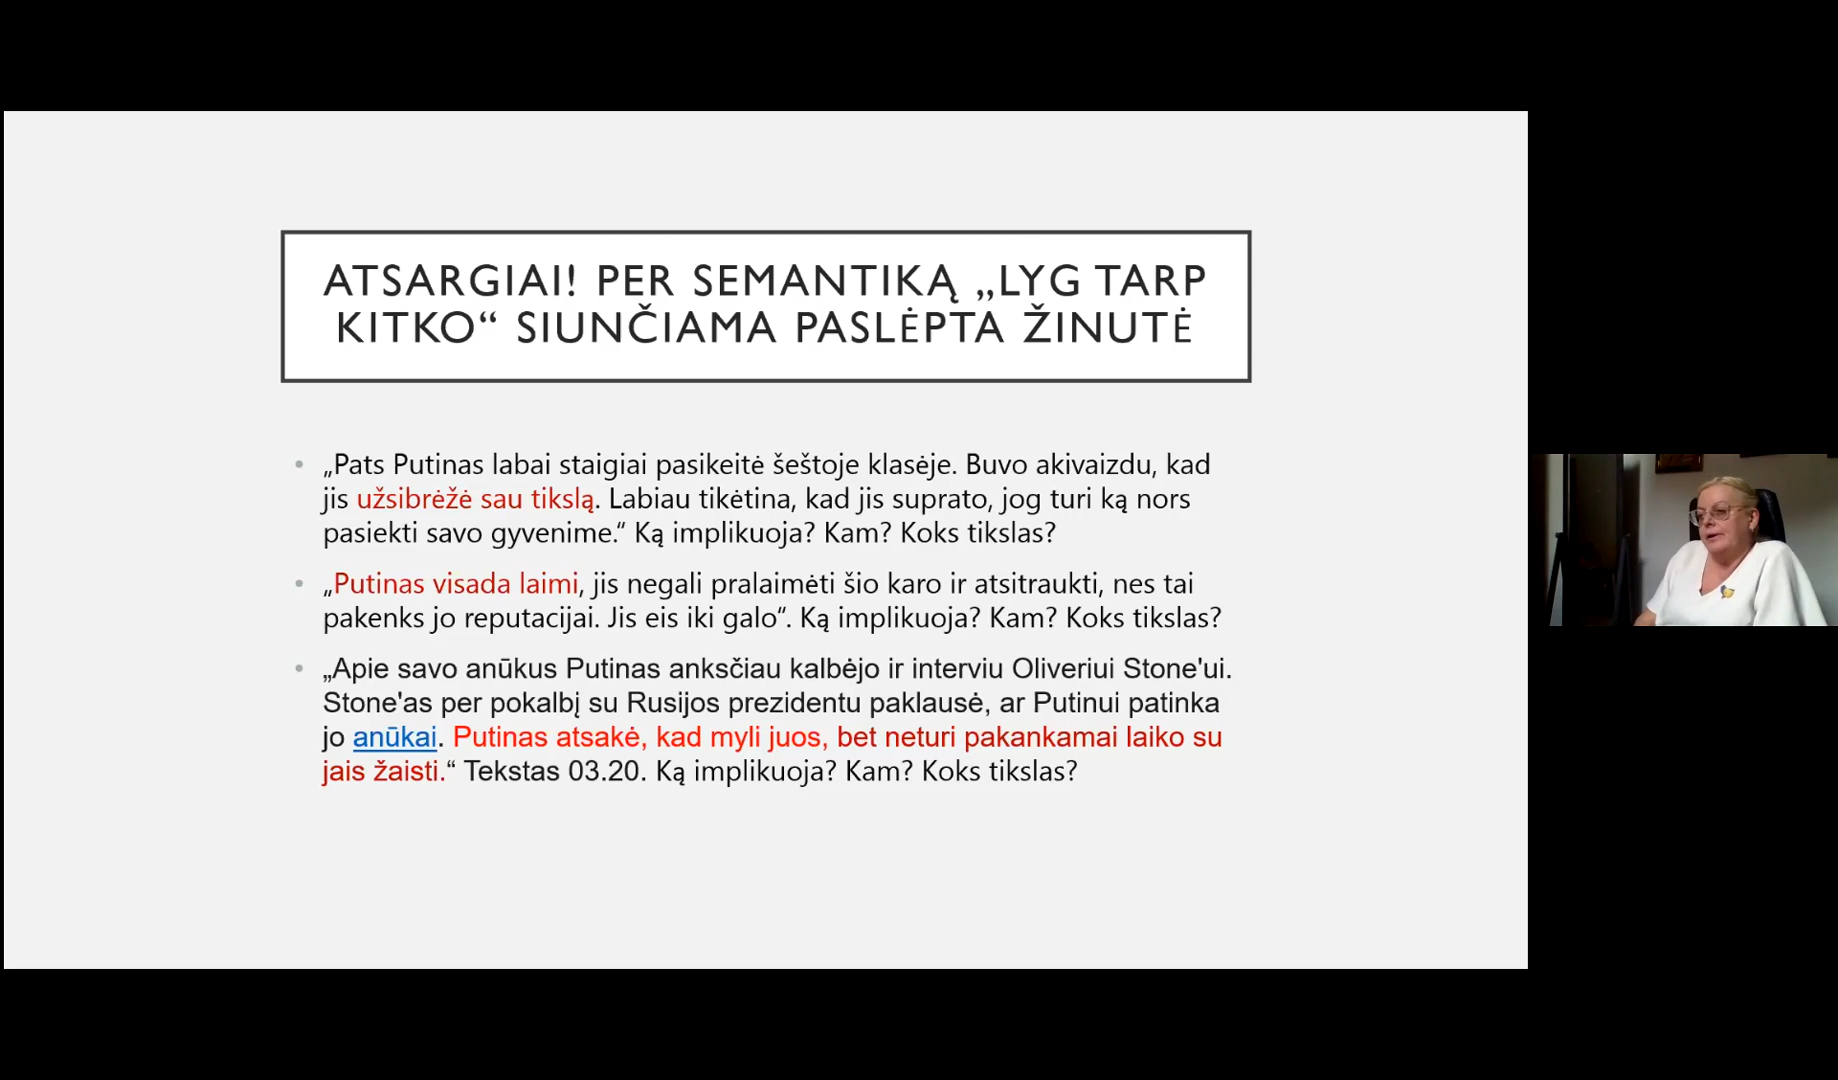 ATSARGIAI! PER SEMANTIKĄ „LYG TARP
KITKO“ SIUNČIAMA PASLĖPTA ŽINUTĖ
• „Pats Putinas labai staigiai pasikeitė šeštoje klasėje. Buvo akivaizdu, kad
jis užsibrėžė sau tikslą. Labiau tikėtina, kad jis suprato, jog turi ką nors
pasiekti savo gyvenime.“ Ką implikuoja? Kam? Koks tikslas?
• „Putinas visada laimi, jis negali pralaimėti šio karo ir atsitraukti, nes tai
pakenks jo reputacijai. Jis eis iki galo“. Ką implikuoja? Kam? Koks tikslas?
• „Apie savo anūkus Putinas anksčiau kalbėjo ir interviu Oliveriui Stone'ui.
Stone'as per pokalbį su Rusijos prezidentu paklausė, ar Putinui patinka
jo anūkai. Putinas atsakė, kad myli juos, bet neturi pakankamai laiko su
jais žaisti.“ Tekstas 03.20. Ką implikuoja? Kam? Koks tikslas?